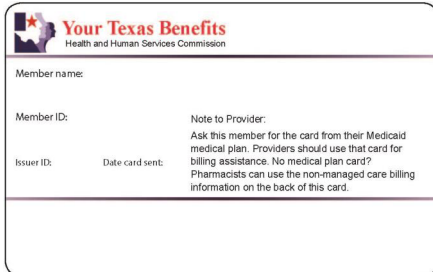 Your Texas Benefits
Health and Human Services Commission
Member name:
Member ID:
Note to Provider:
Ask this member for the card from their Medicaid
medical plan. Providers should use that card for
billing assistance. No medical plan card?
Pharmacists can use the non-managed care billing
information on the back of this card.
Issuer ID:
Date card sent: